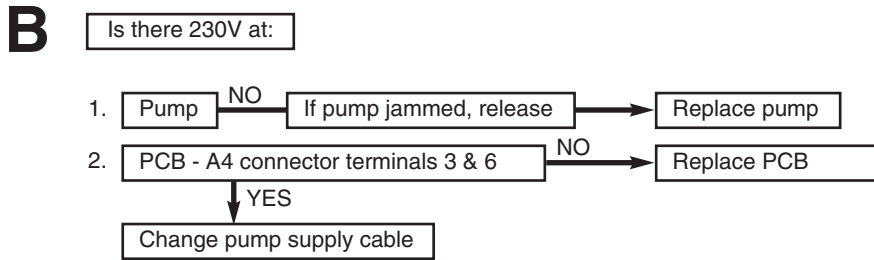 B
Is there 230V at:
1. Pump NO If pump jammed, release Replace pump
2. PCB - A4 connector terminals 3 & 6 NO Replace PCB
YES
Change pump supply cable